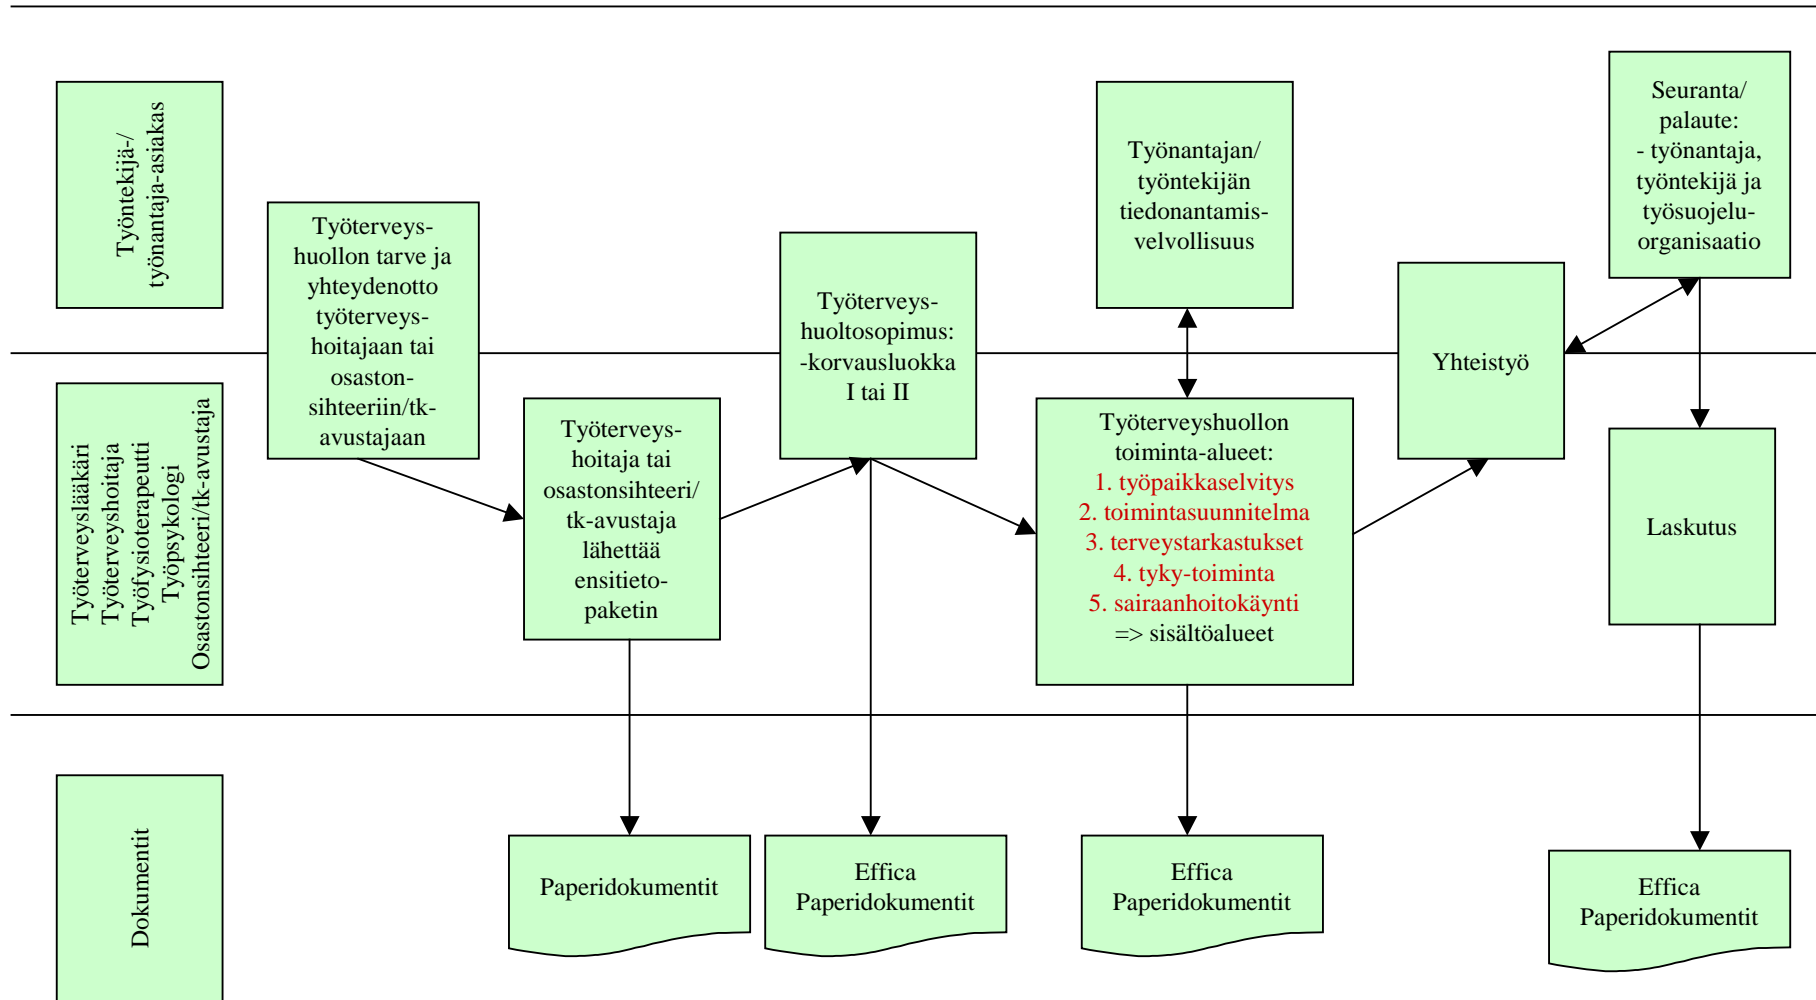 Työntekijä-/
työnantaja-asiakas
Työterveys-
huollon tarve ja
yhteydenotto
työterveys-
hoitajaan tai
osaston-
sihteeriin/tk-
avustajaan
Työterveys-
huoltosopimus:
-korvausluokka
I tai II
Työnantajan/
työntekijän
tiedonantamis-
velvollisuus
Yhteistyö
Seuranta/
palaute:
- työnantaja,
työntekijä ja
työsuojelu-
organisaatio
Työterveyslääkäri
Työterveyshoitaja
Työfysioterapeutti
Työpsykologi
Osastonsihteeri/tk-avustaja
Työterveys-
hoitaja tai
osastonsihteeri/
tk-avustaja
lähettää
ensitieto-
paketin
Työterveyshuollon
toiminta-alueet:
1. työpaikkaselvitys
2. toimintasuunnitelma
3. terveystarkastukset
4. tyky-toiminta
5. sairaanhoitokäynti
=> sisältöalueet
Laskutus
Dokumentit
Paperidokumentit
Effica
Paperidokumentit
Effica
Paperidokumentit
Effica
Paperidokumentit